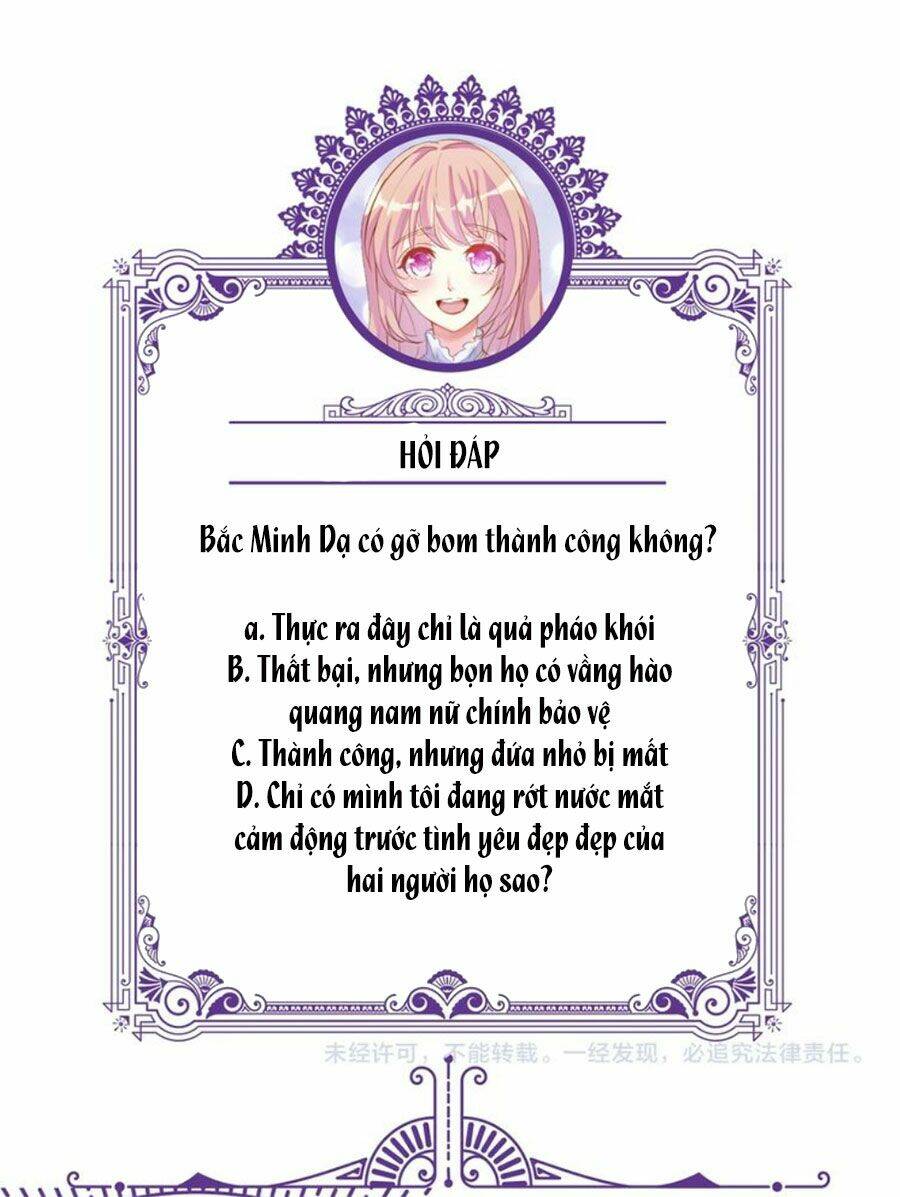 HỎI ĐÁP
Bắc Minh Dạ có gỡ bom thành công không?
a. Thực ra đây chỉ là quả pháo khói
B. Thất bại, nhưng bọn họ có vầng hào
quang nam nữ chính bảo vệ
C. Thành công, nhưng đứa nhỏ bị mất
D. Chỉ có mình tôi đang rớt nước mắt
cảm động trước tình yêu đẹp đẹp của
hai người họ sao?
未经许可，不能转载。一经发现，必追究法律责任。